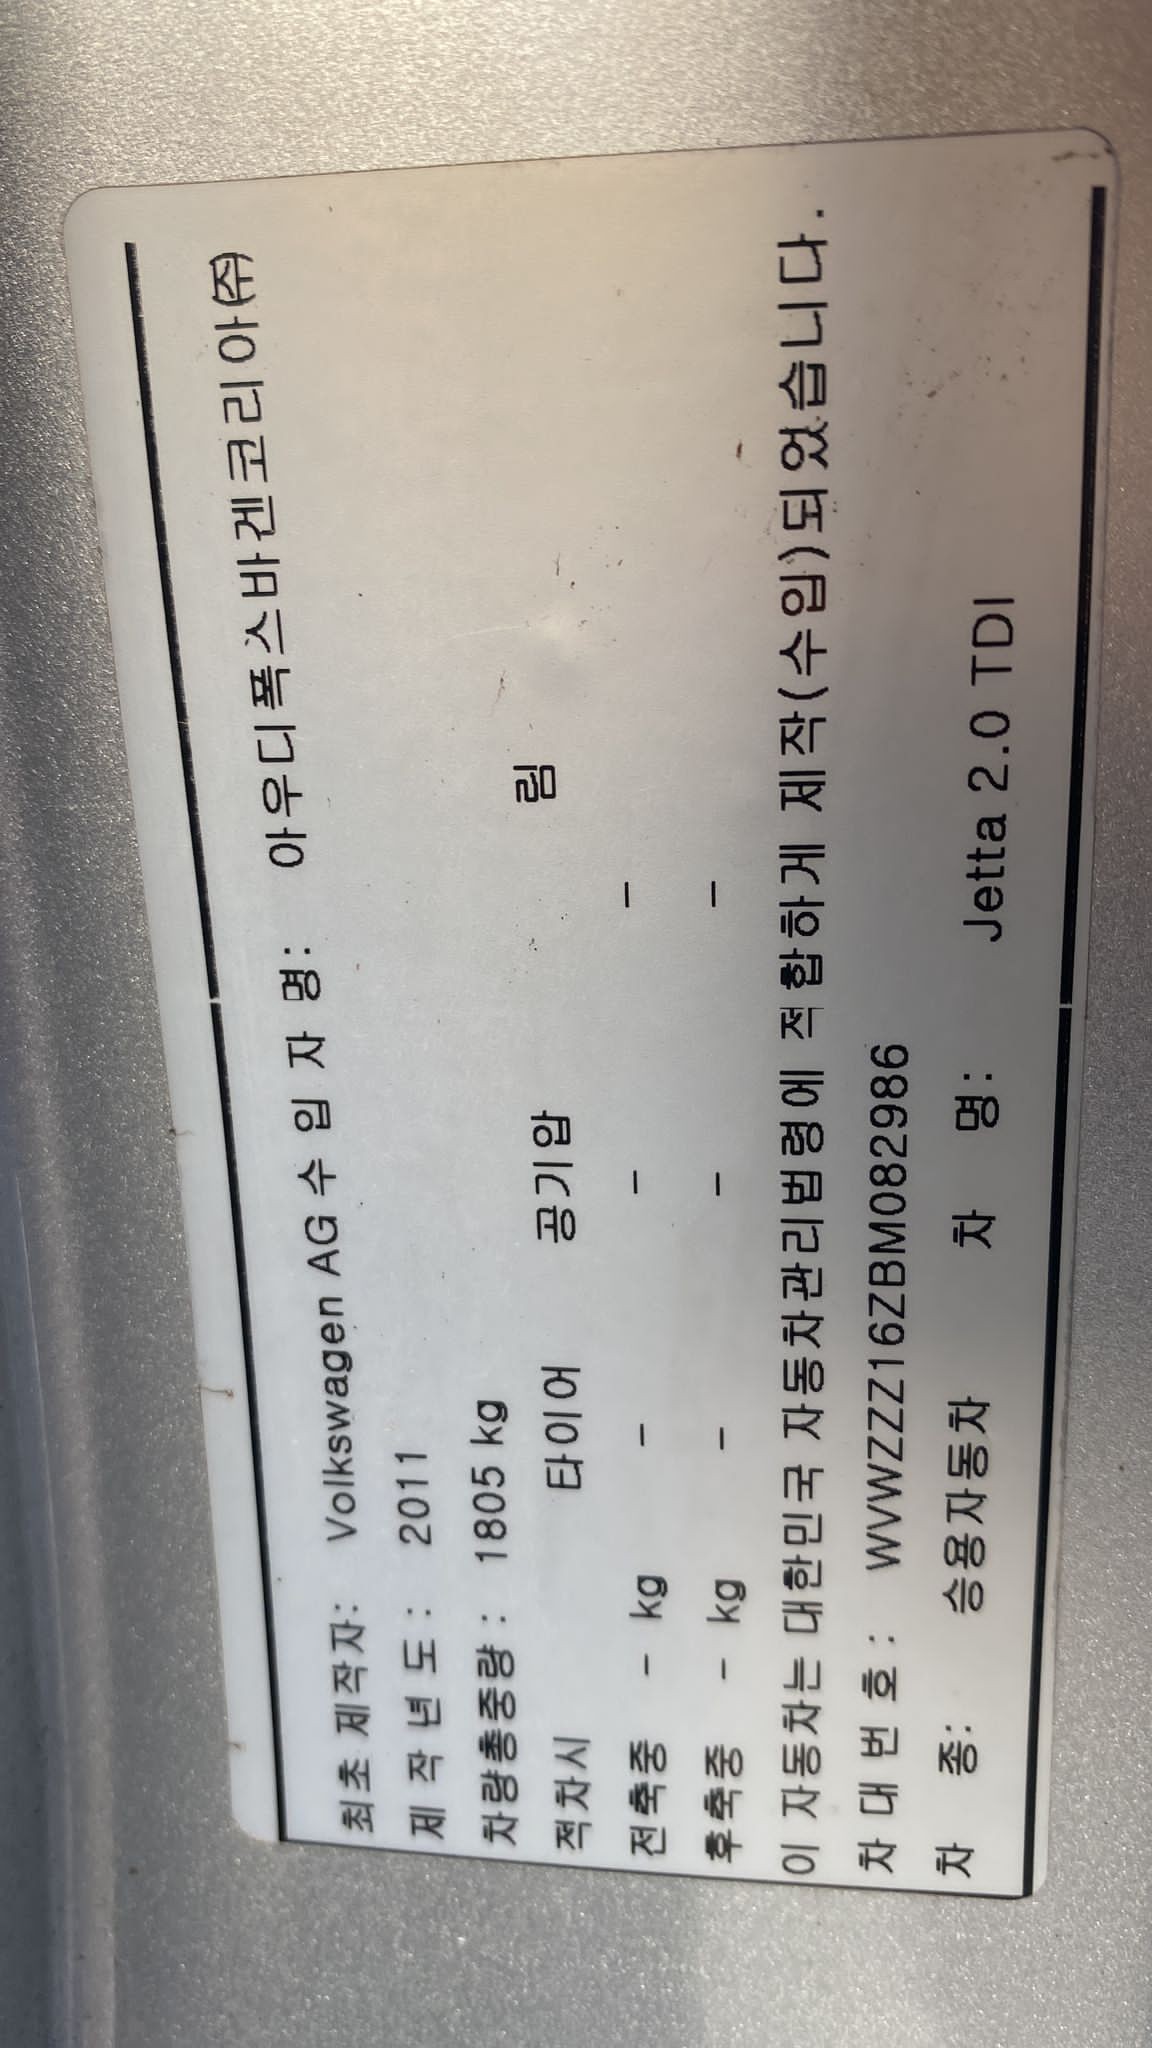 최초 제작자: Volkswagen AG 수 입 자 명: 아우디폭스바겐코리아(주)
제 작 년 도 : 2011
차량총중량 : 1805 kg
적차시 타이어 공기압 림
전축중 - kg - - -
후축중 - kg - - -
이 자동차는 대한민국 자동차관리법령에 적합하게 제작(수입)되었습니다.
차 대 번 호 : WVWZZZ16ZBM082986
차 종: 승용자동차 차 명: Jetta 2.0 TDI